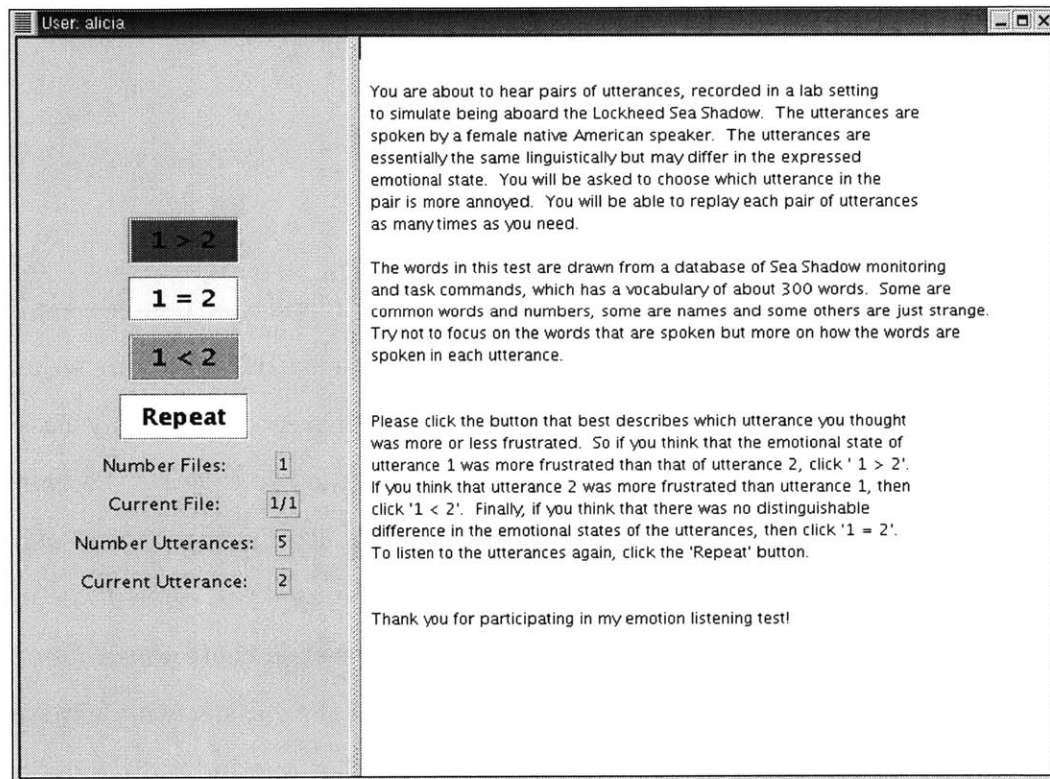 User: alicia
1 > 2
1 = 2
1 < 2
Repeat
Number Files: 1
Current File: 1/1
Number Utterances: 5
Current Utterance: 2
You are about to hear pairs of utterances, recorded in a lab setting
to simulate being aboard the Lockheed Sea Shadow. The utterances are
spoken by a female native American speaker. The utterances are
essentially the same linguistically but may differ in the expressed
emotional state. You will be asked to choose which utterance in the
pair is more annoyed. You will be able to replay each pair of utterances
as many times as you need.
The words in this test are drawn from a database of Sea Shadow monitoring
and task commands, which has a vocabulary of about 300 words. Some are
common words and numbers, some are names and some others are just strange.
Try not to focus on the words that are spoken but more on how the words are
spoken in each utterance.
Please click the button that best describes which utterance you thought
was more or less frustrated. So if you think that the emotional state of
utterance 1 was more frustrated than that of utterance 2, click ' 1 > 2'.
If you think that utterance 2 was more frustrated than utterance 1, then
click '1 < 2'. Finally, if you think that there was no distinguishable
difference in the emotional states of the utterances, then click '1 = 2'.
To listen to the utterances again, click the 'Repeat' button.
Thank you for participating in my emotion listening test!